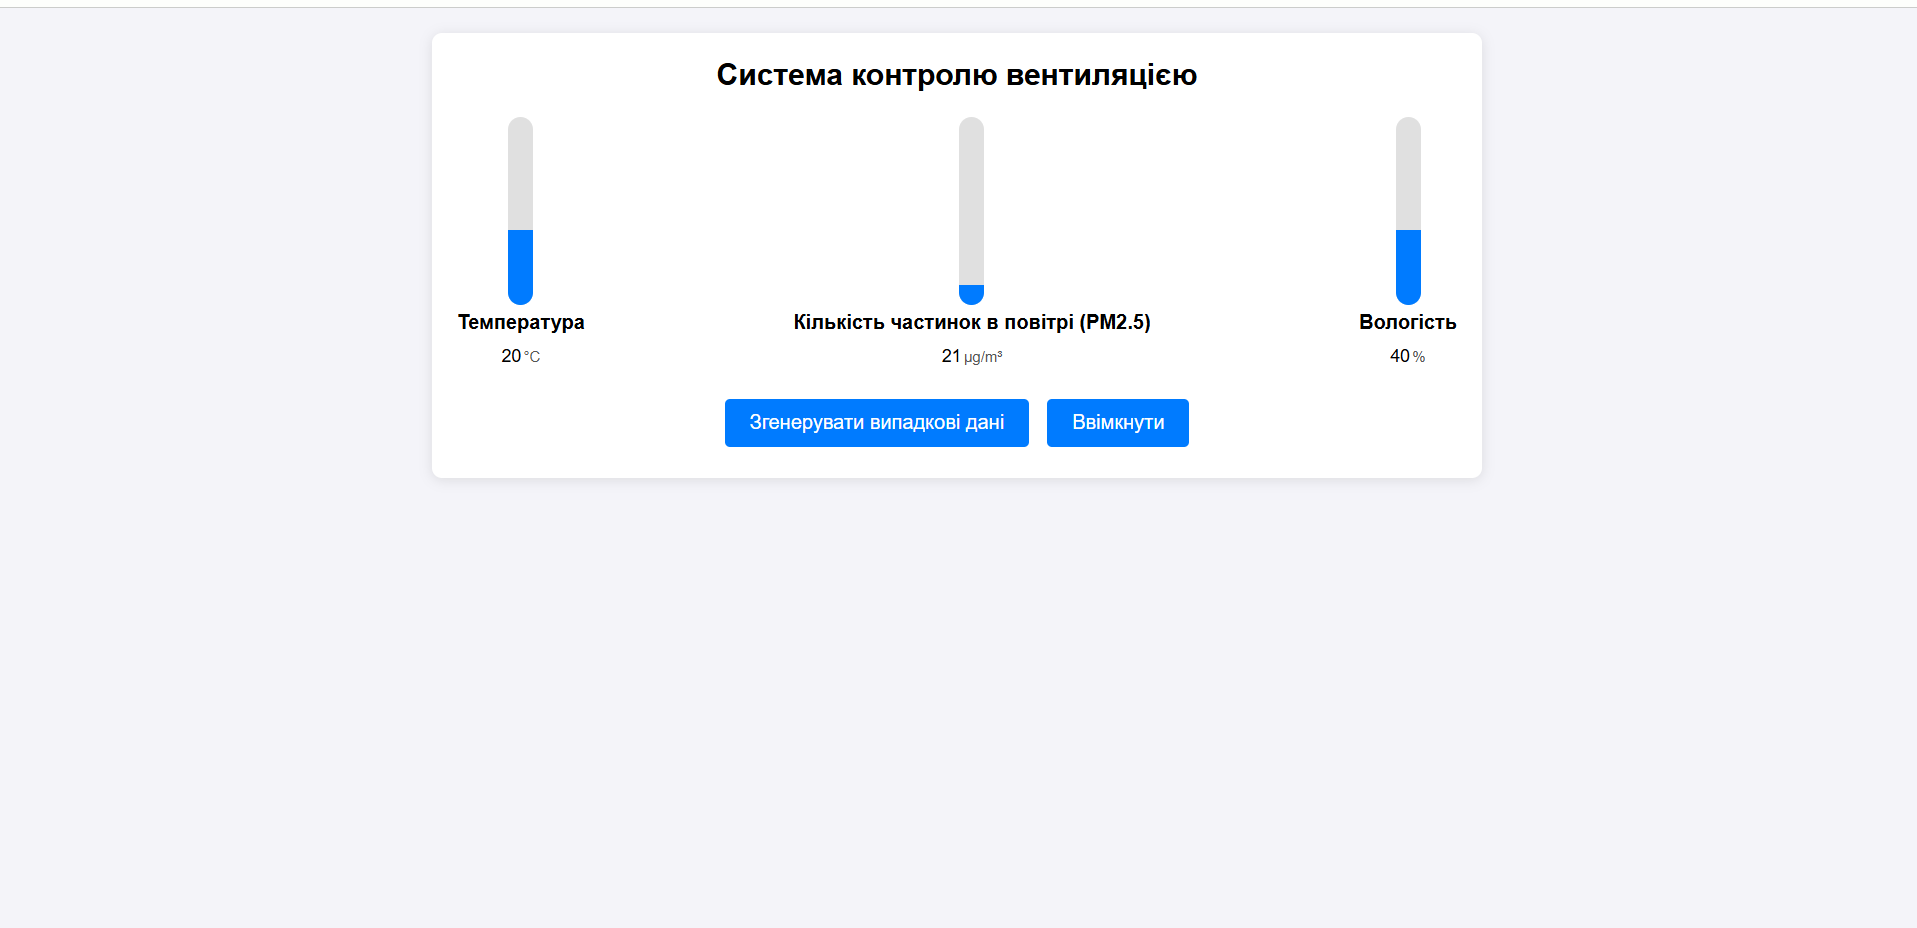 Система контролю вентиляцією
Температура
20 °C
Кількість частинок в повітрі (PM2.5)
21 µg/m³
Вологість
40 %
Згенерувати випадкові дані
Ввімкнути